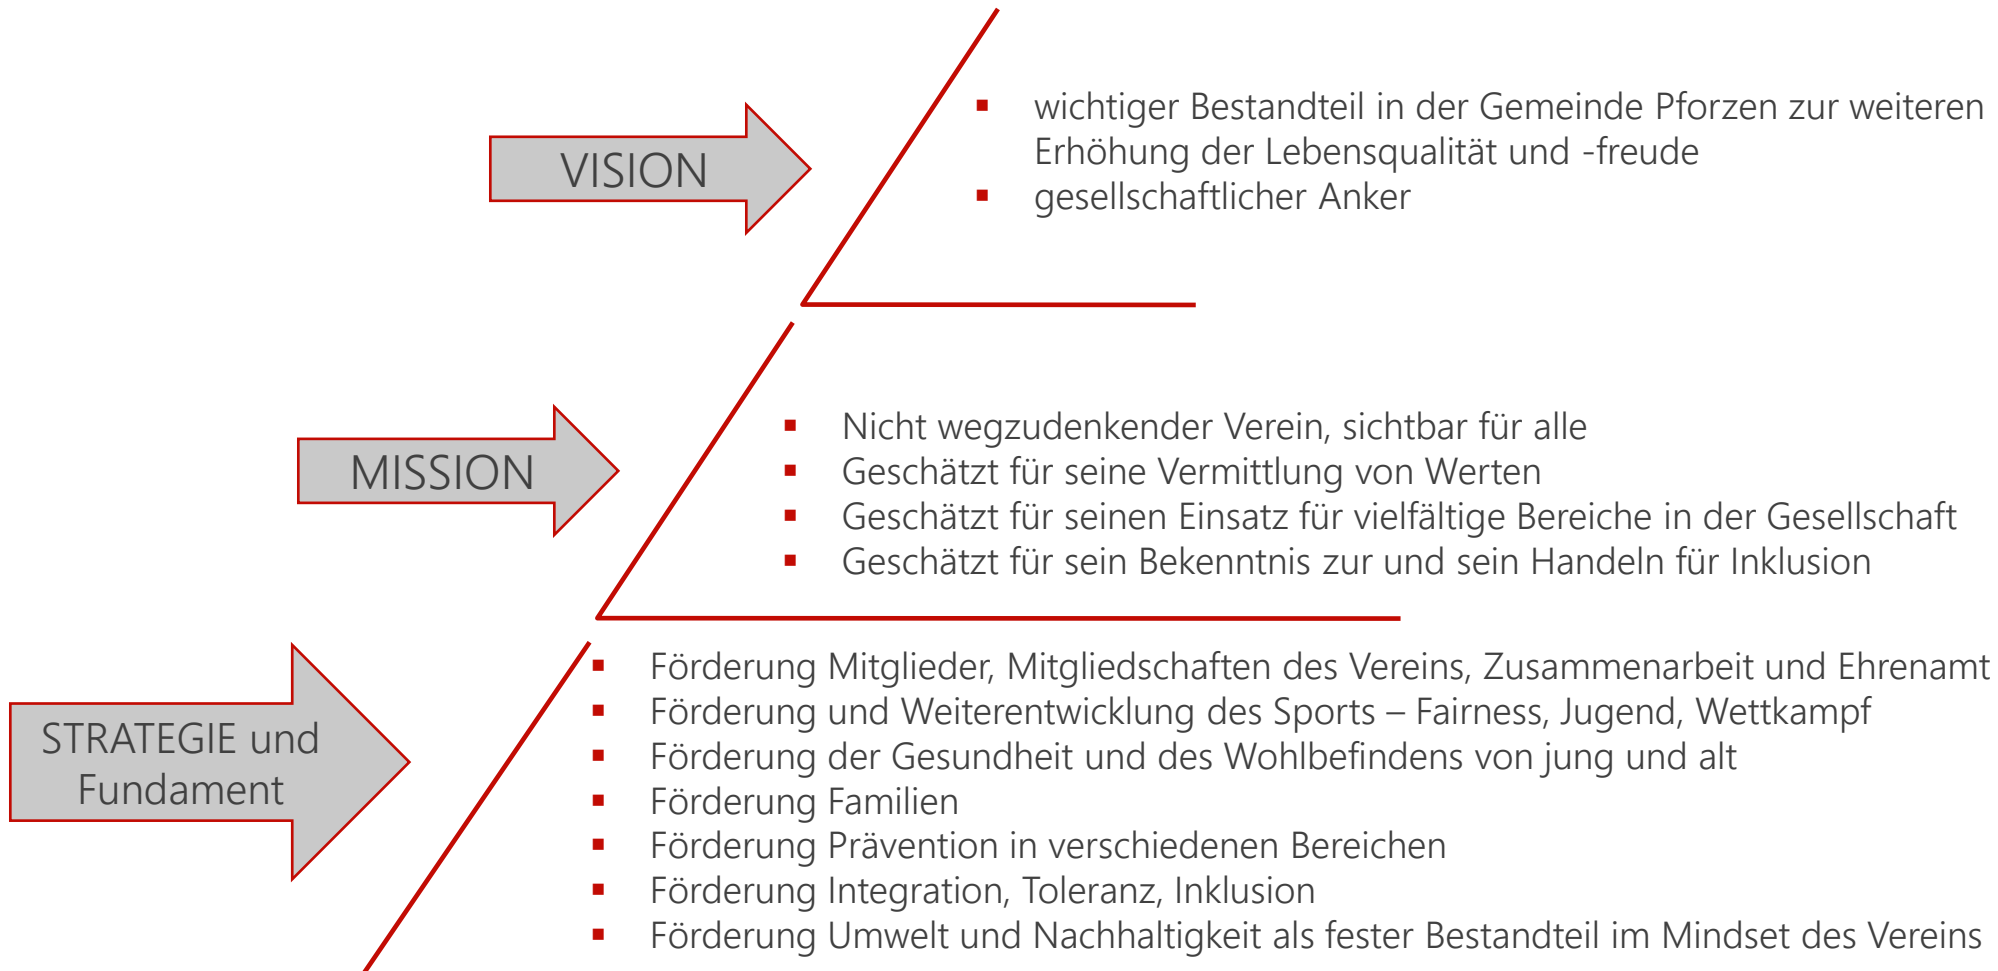 VISION
▪ wichtiger Bestandteil in der Gemeinde Pforzen zur weiteren
Erhöhung der Lebensqualität und -freude
▪ gesellschaftlicher Anker
MISSION
▪ Nicht wegzudenkender Verein, sichtbar für alle
▪ Geschätzt für seine Vermittlung von Werten
▪ Geschätzt für seinen Einsatz für vielfältige Bereiche in der Gesellschaft
▪ Geschätzt für sein Bekenntnis zur und sein Handeln für Inklusion
STRATEGIE und
Fundament
▪ Förderung Mitglieder, Mitgliedschaften des Vereins, Zusammenarbeit und Ehrenamt
▪ Förderung und Weiterentwicklung des Sports – Fairness, Jugend, Wettkampf
▪ Förderung der Gesundheit und des Wohlbefindens von jung und alt
▪ Förderung Familien
▪ Förderung Prävention in verschiedenen Bereichen
▪ Förderung Integration, Toleranz, Inklusion
▪ Förderung Umwelt und Nachhaltigkeit als fester Bestandteil im Mindset des Vereins